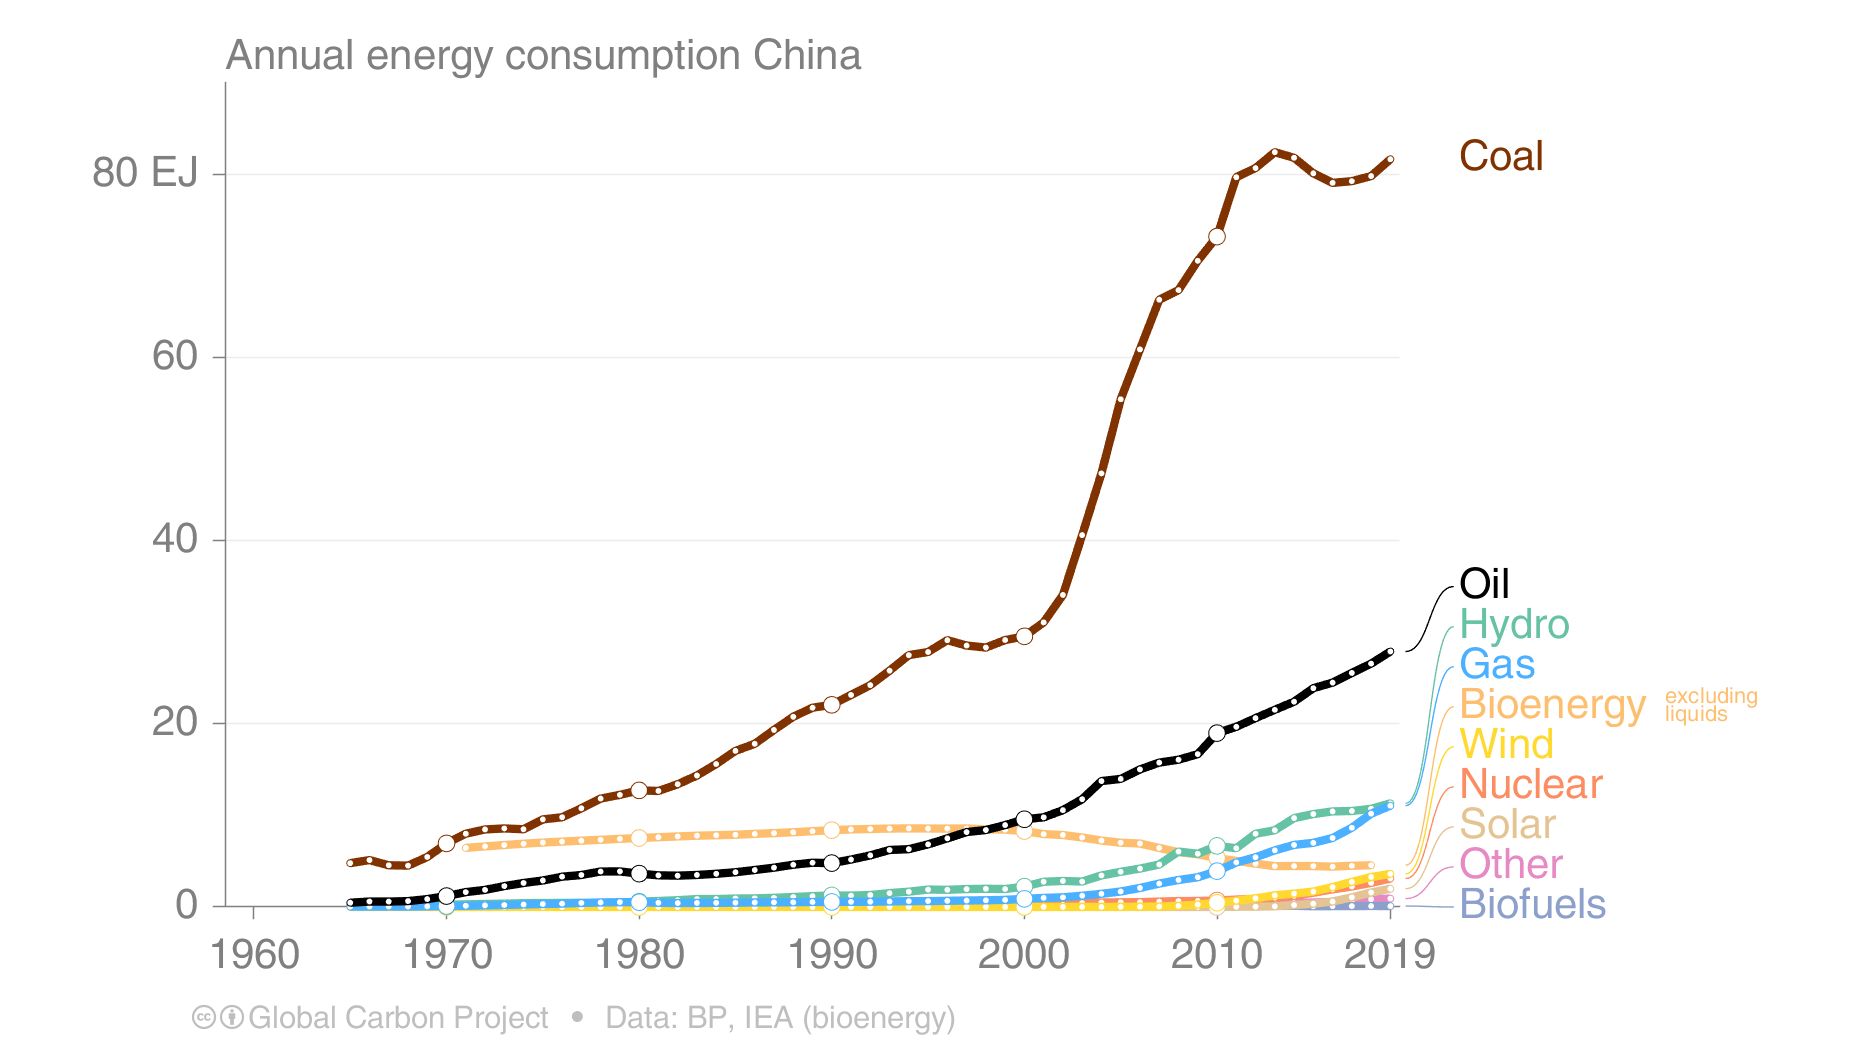 Annual energy consumption China
80 EJ
60
40
20
0
1960 1970 1980 1990 2000 2010 2019
Coal
Oil
Hydro
Gas
Bioenergy excluding liquids
Wind
Nuclear
Solar
Other
Biofuels
cc Global Carbon Project • Data: BP, IEA (bioenergy)